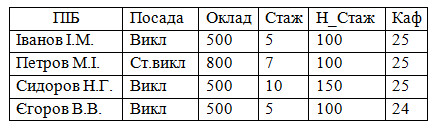 ПІБ Посада Оклад Стаж Н_Стаж Каф
Іванов І.М. Викл 500 5 100 25
Петров М.І. Ст.викл 800 7 100 25
Сидоров Н.Г. Викл 500 10 150 25
Єгоров В.В. Викл 500 5 100 24